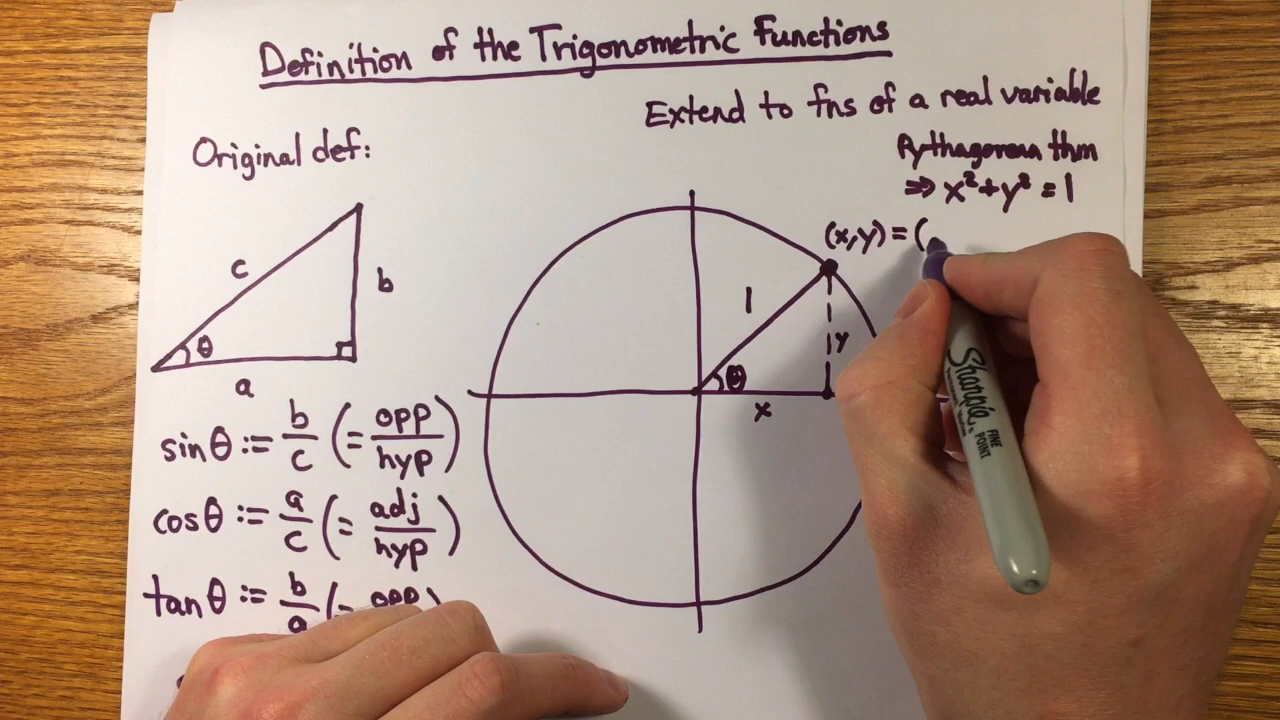 Definition of the Trigonometric Functions
Extend to fns of a real variable
Original def:
Pythagorean thm
⇒ x² + y² = 1
(x,y) = (
c
b
θ
a
1
y
θ
x
sin θ := b/c (= opp/hyp)
cos θ := a/c (= adj/hyp)
tan θ := b/a (= opp
Sharpie
FINE
POINT